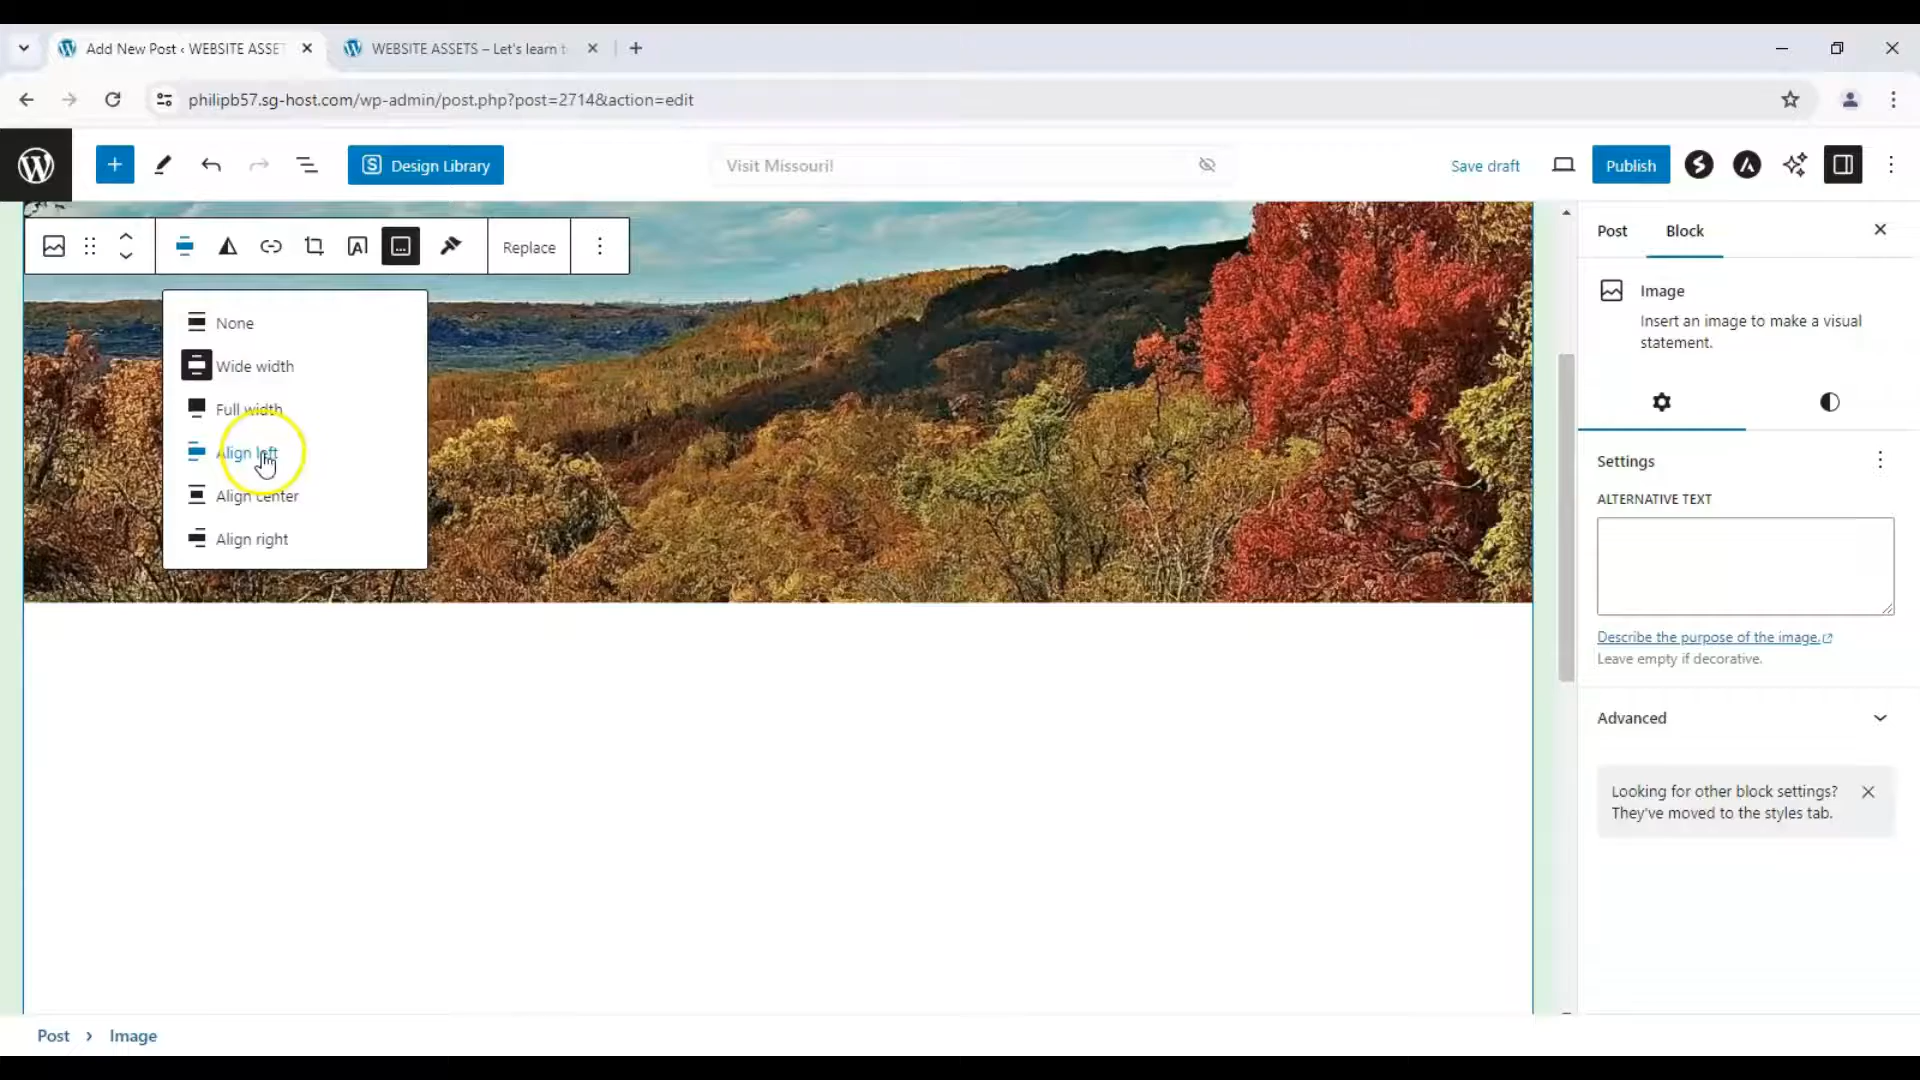 Add New Post ‹ WEBSITE ASSET
WEBSITE ASSETS – Let's learn t
philipb57.sg-host.com/wp-admin/post.php?post=2714&action=edit
Design Library
Visit Missouri!
Save draft
Publish
Replace
None
Wide width
Full width
Align left
Align center
Align right
Post
Block
Image
Insert an image to make a visual
statement.
Settings
ALTERNATIVE TEXT
Describe the purpose of the image.
Leave empty if decorative.
Advanced
Looking for other block settings?
They've moved to the styles tab.
Post › Image